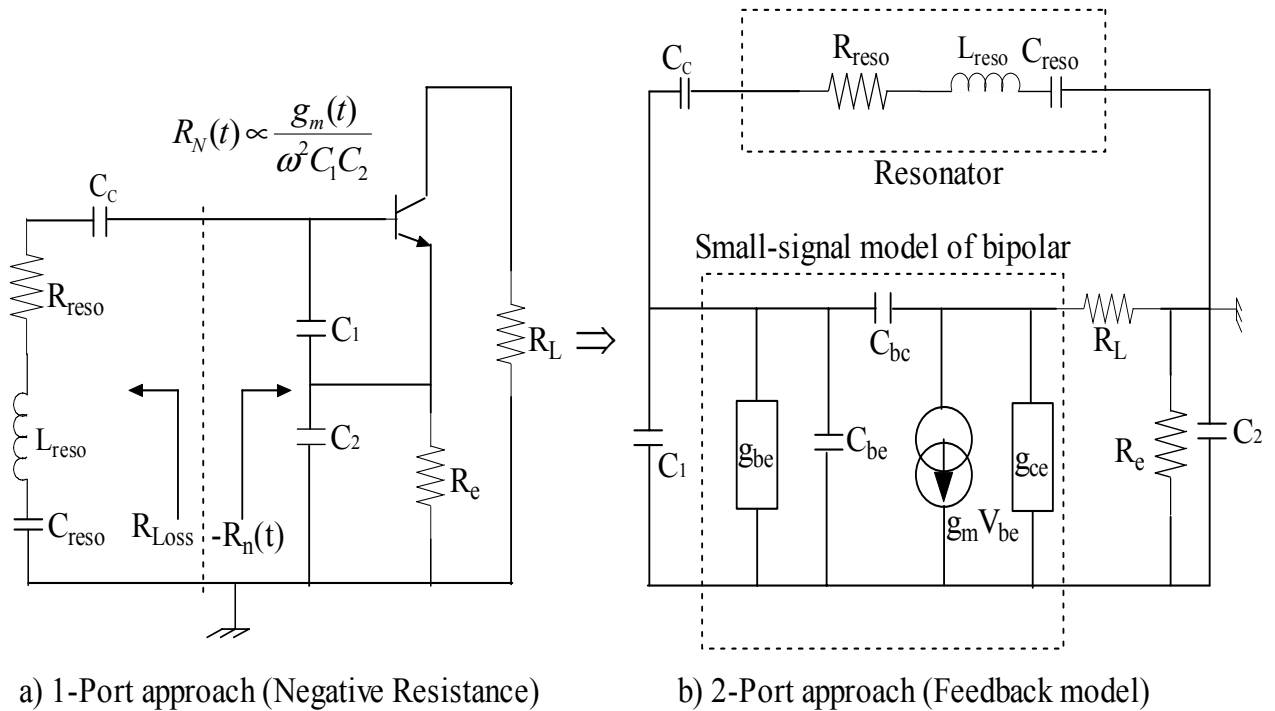 R_N(t) ∝ g_m(t) / ω²C₁C₂
C_C
R_reso
L_reso
C_reso
R_Loss
-R_n(t)
C₁
C₂
R_e
R_L
⇒
a) 1-Port approach (Negative Resistance)
C_C
R_reso
L_reso
C_reso
Resonator
Small-signal model of bipolar
C_bc
R_L
C₁
g_be
C_be
g_mV_be
g_ce
R_e
C₂
b) 2-Port approach (Feedback model)